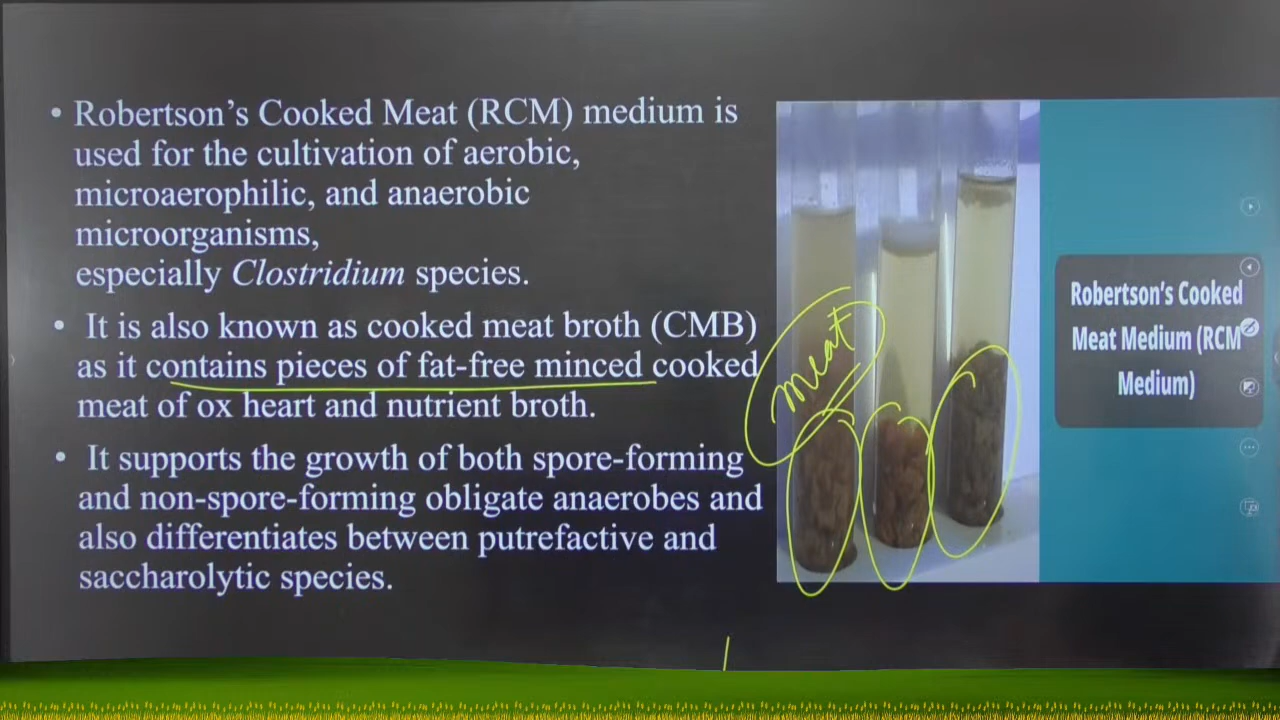 • Robertson's Cooked Meat (RCM) medium is
used for the cultivation of aerobic,
microaerophilic, and anaerobic
microorganisms,
especially Clostridium species.
• It is also known as cooked meat broth (CMB)
as it contains pieces of fat-free minced cooked
meat of ox heart and nutrient broth.
• It supports the growth of both spore-forming
and non-spore-forming obligate anaerobes and
also differentiates between putrefactive and
saccharolytic species.
meat
Robertson's Cooked
Meat Medium (RCM
Medium)